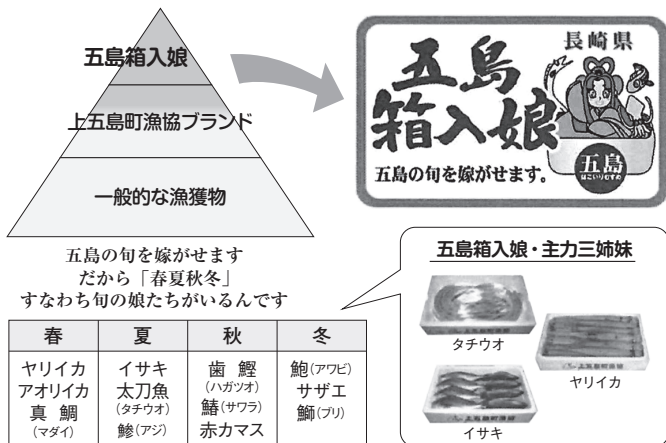 五島箱入娘
上五島町漁協ブランド
一般的な漁獲物
長崎県
五島
箱入娘
五島の旬を嫁がせます。
五島
はこいりむすめ
五島の旬を嫁がせます
だから「春夏秋冬」
すなわち旬の娘たちがいるんです
春 夏 秋 冬
ヤリイカ イサキ 歯鰹 鮑(アワビ)
アオリイカ 太刀魚 (ハガツオ) サザエ
真鯛 (タチウオ) 鰆(サワラ) 鰤(ブリ)
(マダイ) 鯵(アジ) 赤カマス
五島箱入娘・主力三姉妹
タチウオ
ヤリイカ
イサキ